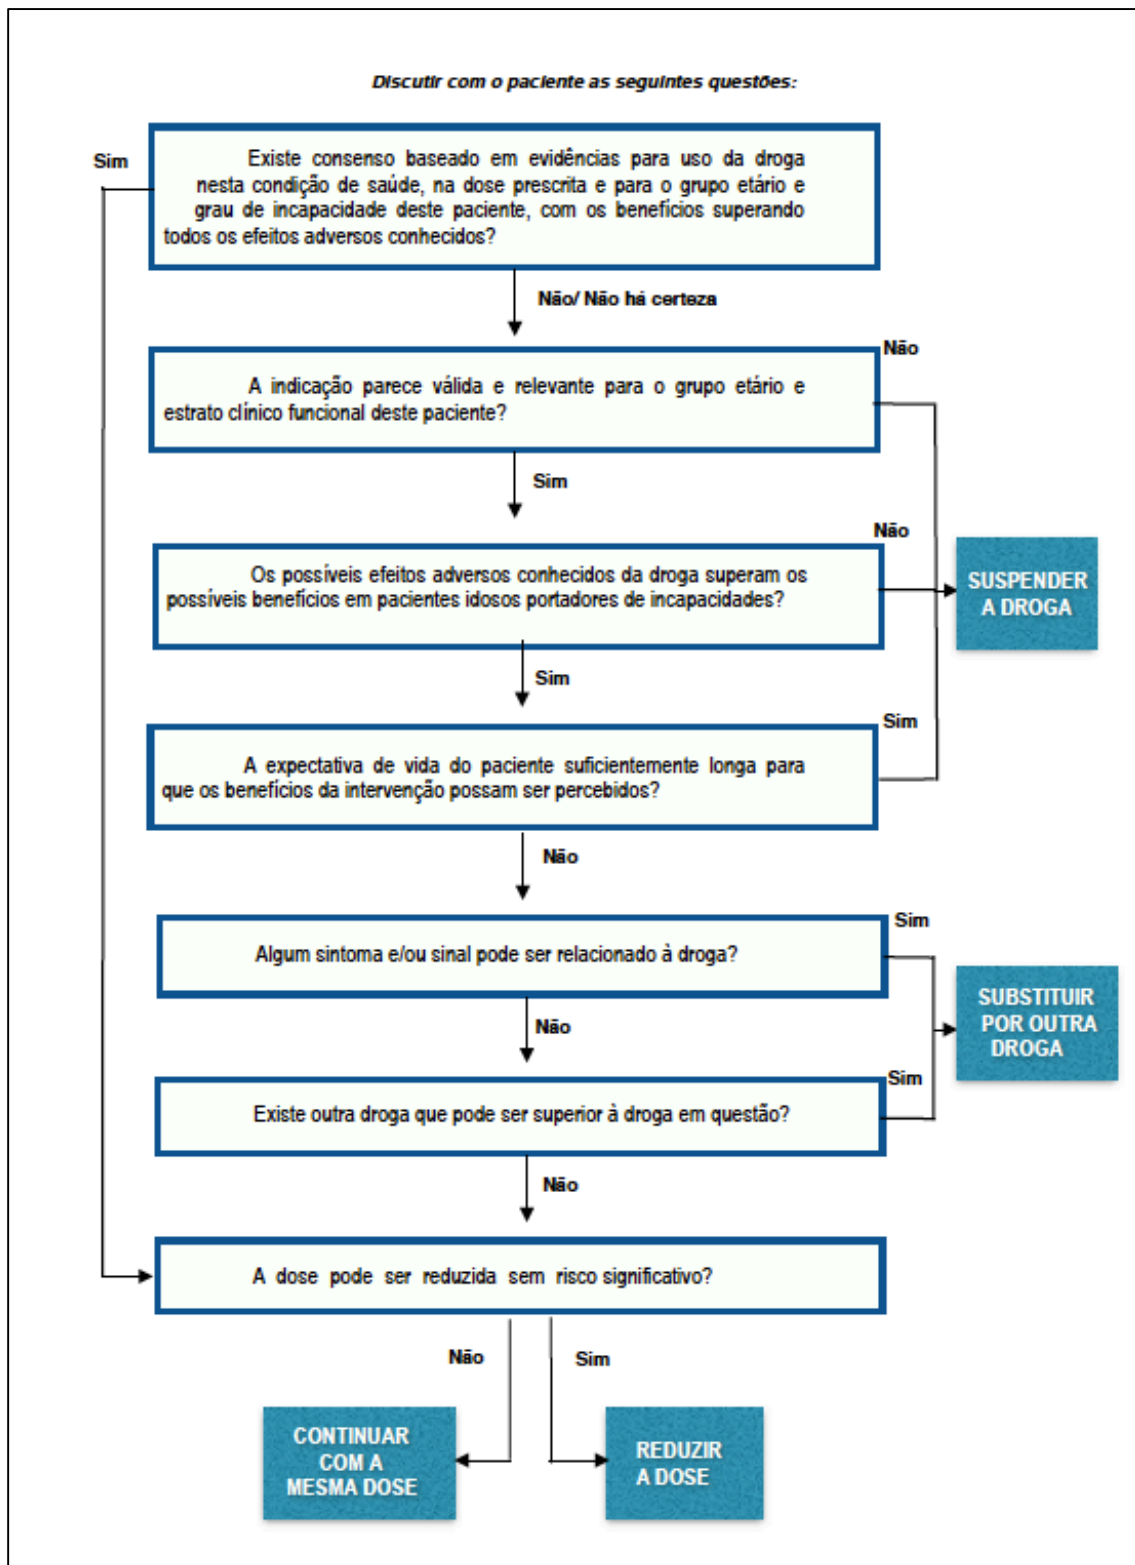 Discutir com o paciente as seguintes questões:
Sim
Existe consenso baseado em evidências para uso da droga
nesta condição de saúde, na dose prescrita e para o grupo etário e
grau de incapacidade deste paciente, com os benefícios superando
todos os efeitos adversos conhecidos?
Não/ Não há certeza
Não
A indicação parece válida e relevante para o grupo etário e
estrato clínico funcional deste paciente?
Sim
Não
Os possíveis efeitos adversos conhecidos da droga superam os
possíveis benefícios em pacientes idosos portadores de incapacidades?
SUSPENDER
A DROGA
Sim
Sim
A expectativa de vida do paciente suficientemente longa para
que os benefícios da intervenção possam ser percebidos?
Não
Sim
Algum sintoma e/ou sinal pode ser relacionado à droga?
SUBSTITUIR
POR OUTRA
DROGA
Não
Sim
Existe outra droga que pode ser superior à droga em questão?
Não
A dose pode ser reduzida sem risco significativo?
Não
Sim
CONTINUAR
COM A
MESMA DOSE
REDUZIR
A DOSE